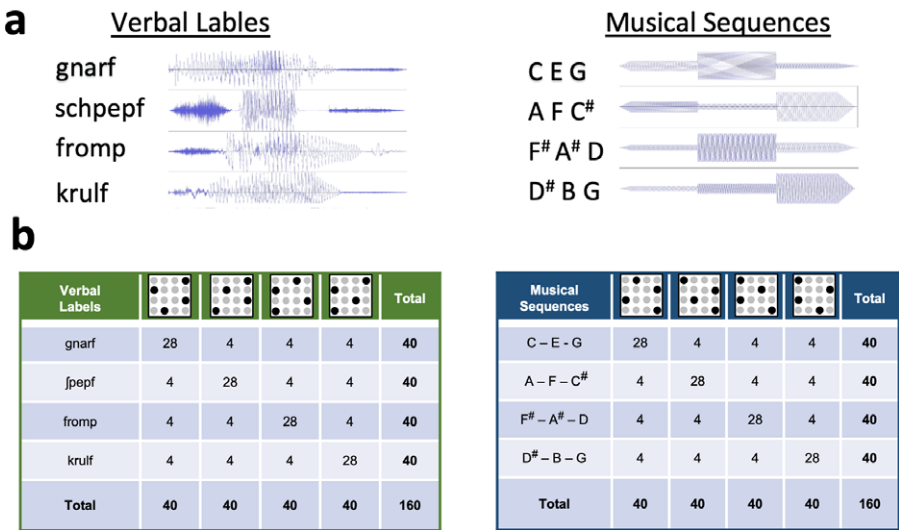 a
Verbal Lables
Musical Sequences
gnarf
schpepf
fromp
krulf
C E G
A F C#
F# A# D
D# B G
b
Verbal Labels Total
gnarf 28 4 4 4 40
ʃpepf 4 28 4 4 40
fromp 4 4 28 4 40
krulf 4 4 4 28 40
Total 40 40 40 40 160
Musical Sequences Total
C – E - G 28 4 4 4 40
A – F – C# 4 28 4 4 40
F# – A# – D 4 4 28 4 40
D# – B – G 4 4 4 28 40
Total 40 40 40 40 160